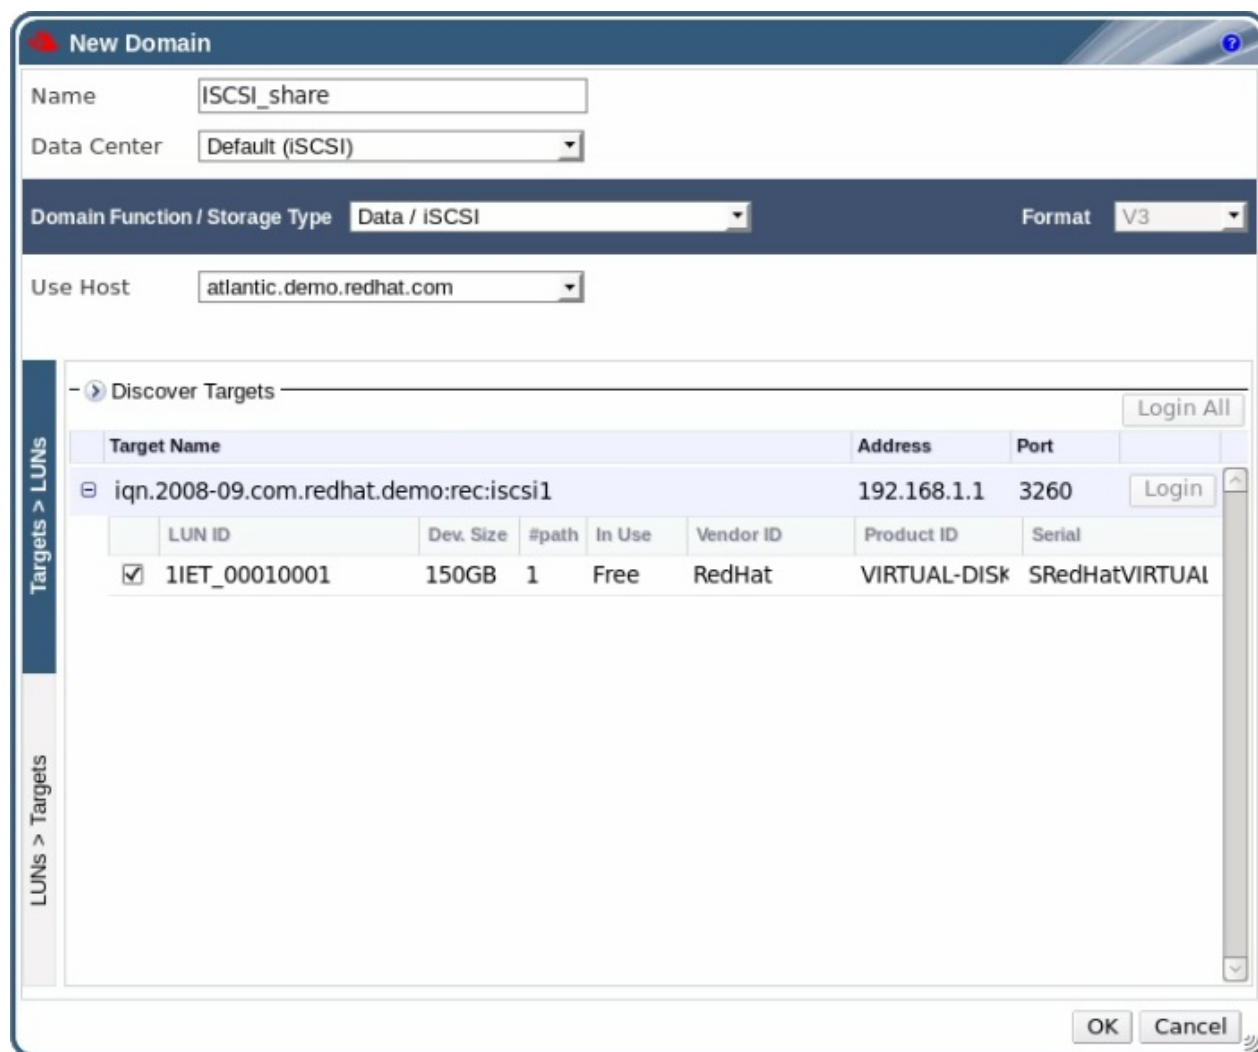 New Domain
?
Name ISCSI_share
Data Center Default (iSCSI)
Domain Function / Storage Type Data / iSCSI Format V3
Use Host atlantic.demo.redhat.com
Targets > LUNs
LUNs > Targets
Discover Targets
Login All
Target Name Address Port
iqn.2008-09.com.redhat.demo:rec:iscsi1 192.168.1.1 3260 Login
LUN ID Dev. Size #path In Use Vendor ID Product ID Serial
1IET_00010001 150GB 1 Free RedHat VIRTUAL-DISK SRedHatVIRTUAL
OK Cancel